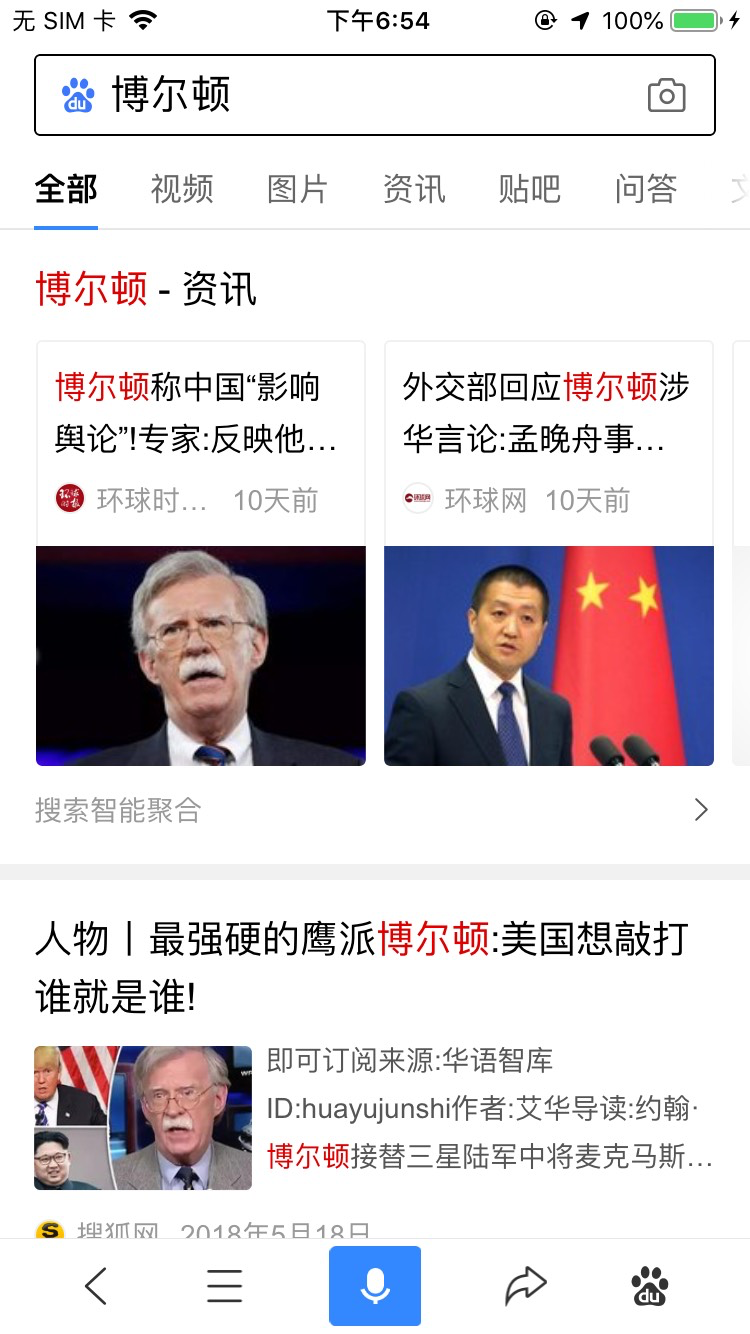 无 SIM 卡 下午6:54 100%
du 博尔顿
全部 视频 图片 资讯 贴吧 问答
博尔顿 - 资讯
博尔顿称中国“影响
舆论”!专家:反映他...
环球时... 10天前
外交部回应博尔顿涉
华言论:孟晚舟事...
环球网 10天前
搜索智能聚合
人物丨最强硬的鹰派博尔顿:美国想敲打
谁就是谁!
即可订阅来源:华语智库
ID:huayujunshi作者:艾华导读:约翰·
博尔顿接替三星陆军中将麦克马斯...
搜狐网 2018年5月18日
du